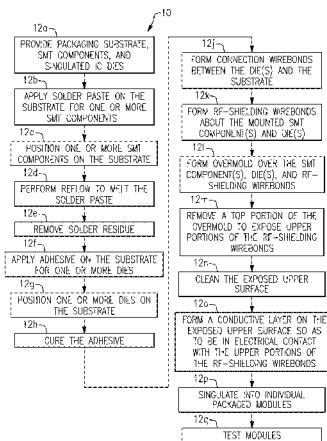 10
12a
PROVIDE PACKAGING SUBSTRATE,
SMT COMPONENTS, AND
SINGULATED IC DIES
12b
APPLY SOLDER PASTE ON THE
SUBSTRATE FOR ONE OR MORE
SMT COMPONENTS
12c
POSITION ONE OR MORE SMT
COMPONENTS ON THE SUBSTRATE
12d
PERFORM REFLOW TO MELT THE
SOLDER PASTE
12e
REMOVE SOLDER RESIDUE
12f
APPLY ADHESIVE ON THE SUBSTRATE
FOR ONE OR MORE DIES
12g
POSITION ONE OR MORE DIES ON
THE SUBSTRATE
12h
CURE THE ADHESIVE
12j
FORM CONNECTION WIREBONDS
BETWEEN THE DIE(S) AND THE
SUBSTRATE
12k
FORM RF-SHIELDING WIREBONDS
ABOUT THE MOUNTED SMT
COMPONENT(S) AND DIE(S)
12l
FORM OVERMOLD OVER THE SMT
COMPONENT(S), DIE(S), AND RF-
SHIELDING WIREBONDS
12m
REMOVE A TOP PORTION OF THE
OVERMOLD TO EXPOSE UPPER
PORTIONS OF THE RF-SHIELDING
WIREBONDS
12n
CLEAN THE EXPOSED UPPER
SURFACE
12o
FORM A CONDUCTIVE LAYER ON THE
EXPOSED UPPER SURFACE SO AS
TO BE IN ELECTRICAL CONTACT
WITH THE UPPER PORTIONS OF
THE RF-SHIELDING WIREBONDS
12p
SINGULATE INTO INDIVIDUAL
PACKAGED MODULES
12q
TEST MODULES